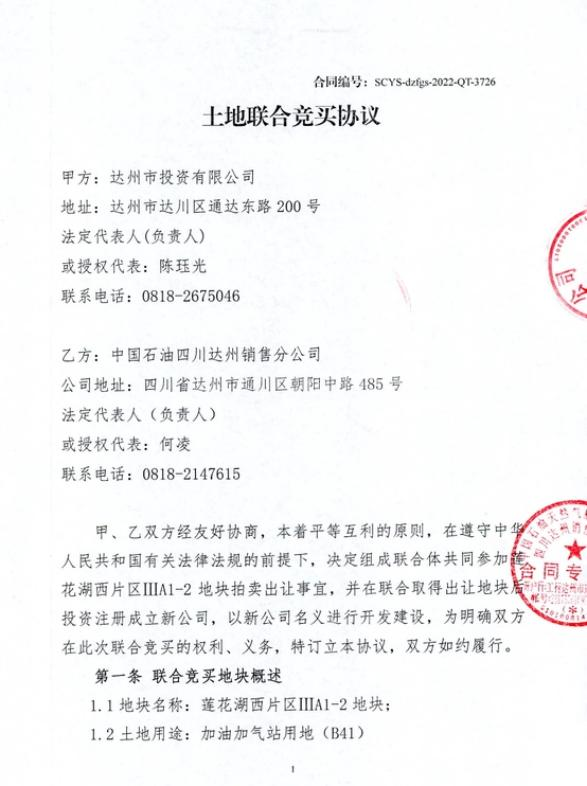 合同编号：SCYS-dzfgs-2022-QT-3726
土地联合竞买协议
甲方：达州市投资有限公司
地址：达州市达川区通达东路 200 号
法定代表人(负责人)
或授权代表：陈珏光
联系电话：0818-2675046
乙方：中国石油四川达州销售分公司
公司地址：四川省达州市通川区朝阳中路 485 号
法定代表人（负责人）
或授权代表：何凌
联系电话：0818-2147615
甲、乙双方经友好协商，本着平等互利的原则，在遵守中华
人民共和国有关法律法规的前提下，决定组成联合体共同参加莲
花湖西片区ⅢA1-2 地块拍卖出让事宜，并在联合取得出让地块后
投资注册成立新公司，以新公司名义进行开发建设，为明确双方
在此次联合竞买的权利、义务，特订立本协议，双方如约履行。
第一条 联合竞买地块概述
1.1 地块名称：莲花湖西片区ⅢA1-2 地块；
1.2 土地用途：加油加气站用地（B41）
合同专
1